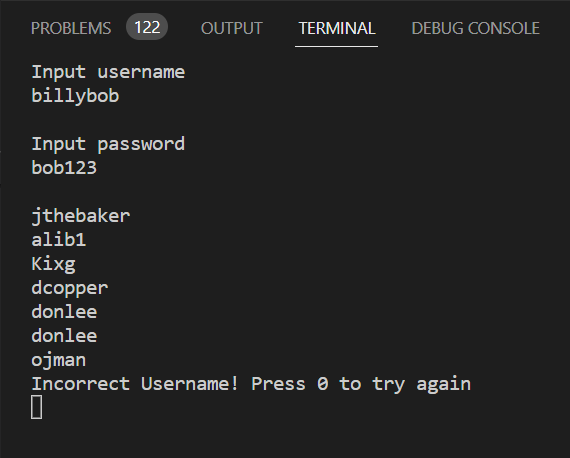 PROBLEMS 122 OUTPUT TERMINAL DEBUG CONSOLE
Input username
billybob
Input password
bob123
jthebaker
alib1
Kixg
dcopper
donlee
donlee
ojman
Incorrect Username! Press 0 to try again